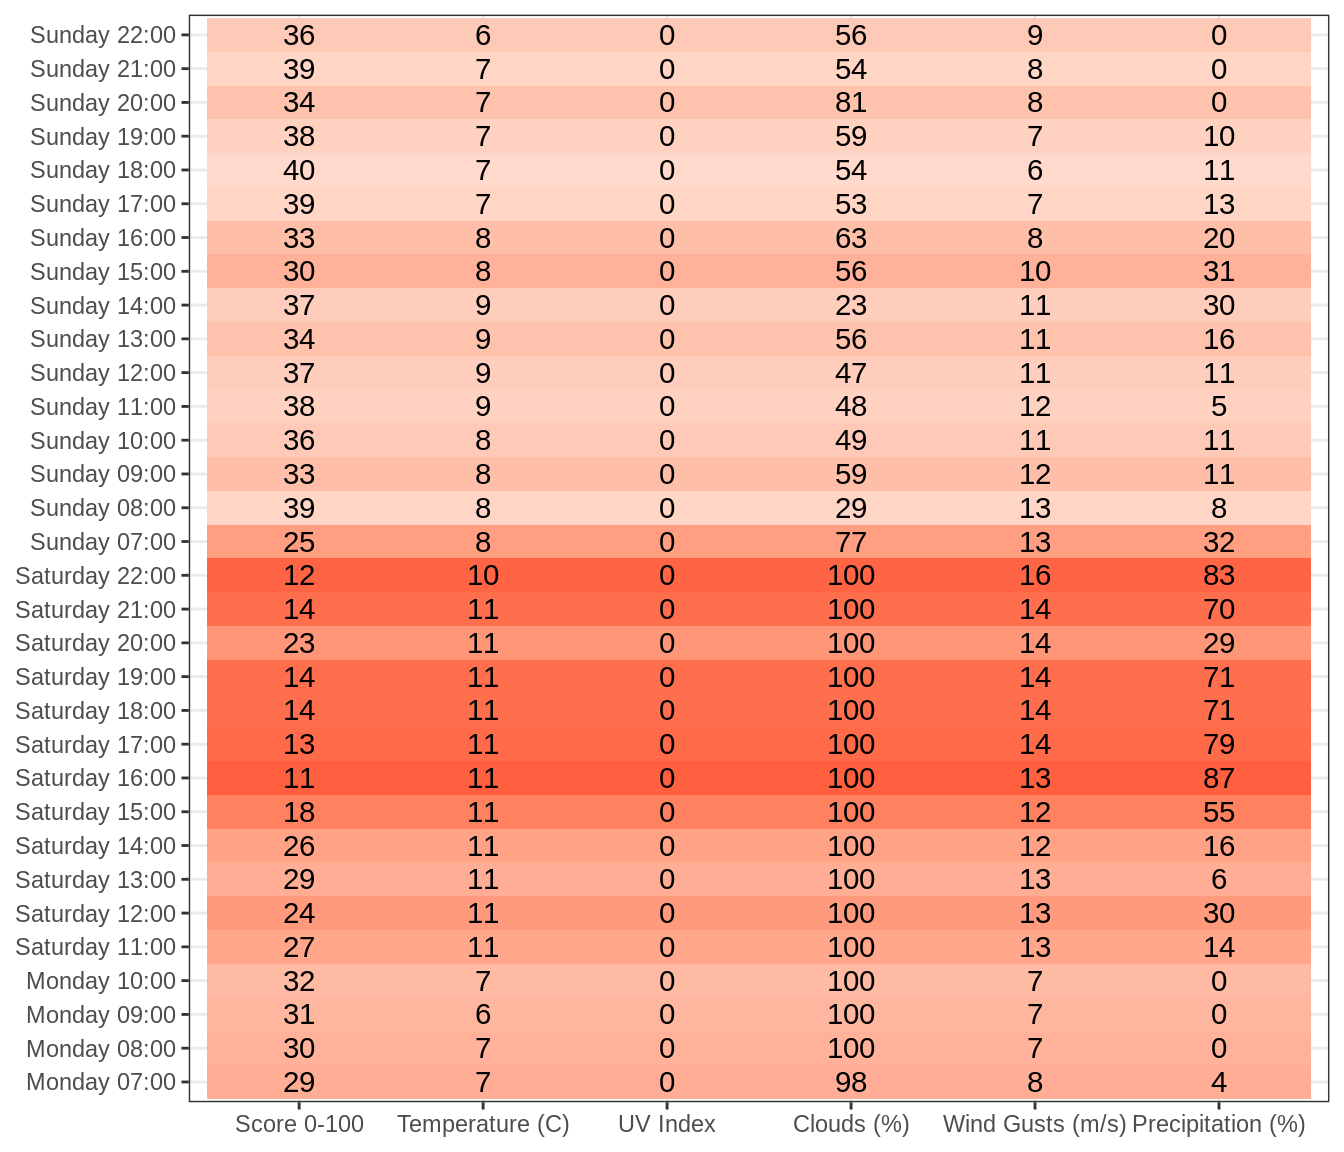 Sunday 22:00 36 6 0 56 9 0
Sunday 21:00 39 7 0 54 8 0
Sunday 20:00 34 7 0 81 8 0
Sunday 19:00 38 7 0 59 7 10
Sunday 18:00 40 7 0 54 6 11
Sunday 17:00 39 7 0 53 7 13
Sunday 16:00 33 8 0 63 8 20
Sunday 15:00 30 8 0 56 10 31
Sunday 14:00 37 9 0 23 11 30
Sunday 13:00 34 9 0 56 11 16
Sunday 12:00 37 9 0 47 11 11
Sunday 11:00 38 9 0 48 12 5
Sunday 10:00 36 8 0 49 11 11
Sunday 09:00 33 8 0 59 12 11
Sunday 08:00 39 8 0 29 13 8
Sunday 07:00 25 8 0 77 13 32
Saturday 22:00 12 10 0 100 16 83
Saturday 21:00 14 11 0 100 14 70
Saturday 20:00 23 11 0 100 14 29
Saturday 19:00 14 11 0 100 14 71
Saturday 18:00 14 11 0 100 14 71
Saturday 17:00 13 11 0 100 14 79
Saturday 16:00 11 11 0 100 13 87
Saturday 15:00 18 11 0 100 12 55
Saturday 14:00 26 11 0 100 12 16
Saturday 13:00 29 11 0 100 13 6
Saturday 12:00 24 11 0 100 13 30
Saturday 11:00 27 11 0 100 13 14
Monday 10:00 32 7 0 100 7 0
Monday 09:00 31 6 0 100 7 0
Monday 08:00 30 7 0 100 7 0
Monday 07:00 29 7 0 98 8 4
Score 0-100 Temperature (C) UV Index Clouds (%) Wind Gusts (m/s) Precipitation (%)